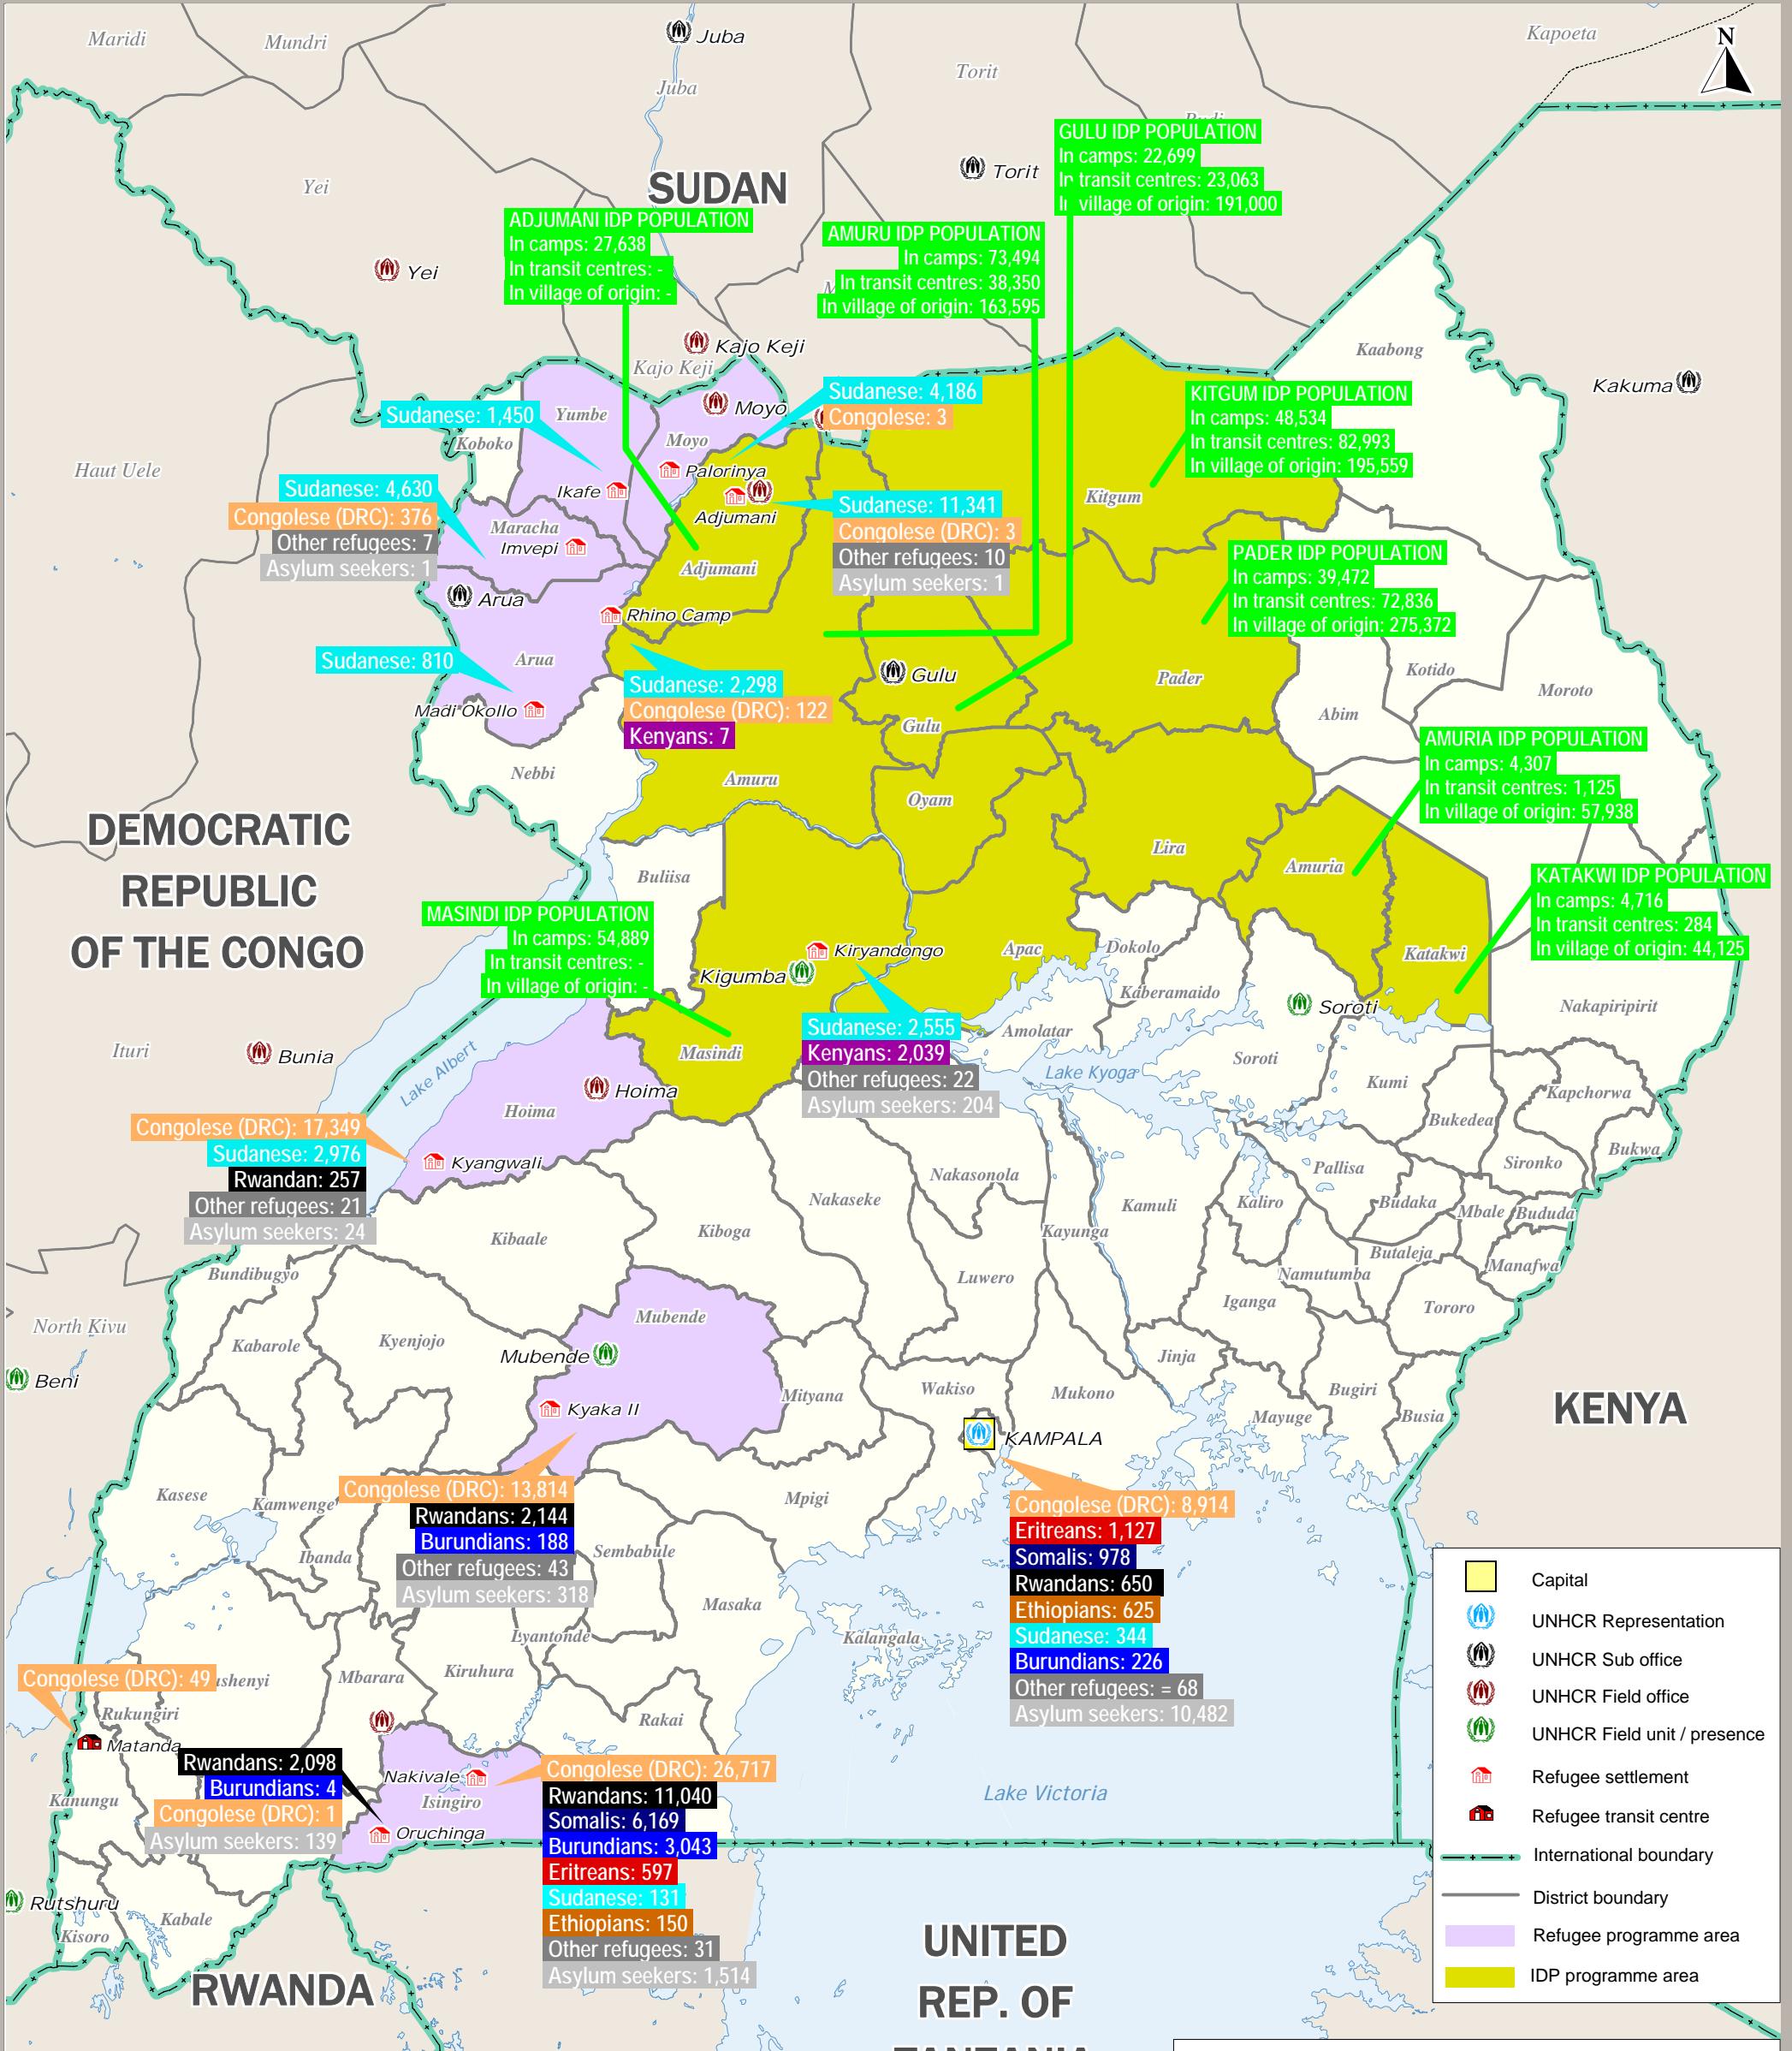 Maridi
Mundri
Juba
Juba
Kapoeta
N
Torit
Yei
SUDAN
Torit
GULU IDP POPULATION
In camps: 22,699
In transit centres: 23,063
In village of origin: 191,000
ADJUMANI IDP POPULATION
In camps: 27,638
In transit centres: -
In village of origin: -
AMURU IDP POPULATION
In camps: 73,494
In transit centres: 38,350
In village of origin: 163,595
Yei
Kajo Keji
Kajo Keji
Kaabong
Kakuma
Sudanese: 4,186
Congolese: 3
KITGUM IDP POPULATION
In camps: 48,534
In transit centres: 82,993
In village of origin: 195,559
Sudanese: 1,450
Yumbe
Moyo
Moyo
Koboko
Haut Uele
Palorinya
Ikafe
Kitgum
Sudanese: 4,630
Congolese (DRC): 376
Other refugees: 7
Asylum seekers: 1
Maracha
Imvepi
Adjumani
Adjumani
Sudanese: 11,341
Congolese (DRC): 3
Other refugees: 10
Asylum seekers: 1
PADER IDP POPULATION
In camps: 39,472
In transit centres: 72,836
In village of origin: 275,372
Arua
Rhino Camp
Sudanese: 810
Arua
Madi Okollo
Sudanese: 2,298
Congolese (DRC): 122
Kenyans: 7
Gulu
Gulu
Pader
Kotido
Moroto
Abim
Nebbi
Amuru
Oyam
AMURIA IDP POPULATION
In camps: 4,307
In transit centres: 1,125
In village of origin: 57,938
DEMOCRATIC
REPUBLIC
OF THE CONGO
Lira
Amuria
Buliisa
KATAKWI IDP POPULATION
In camps: 4,716
In transit centres: 284
In village of origin: 44,125
MASINDI IDP POPULATION
In camps: 54,889
In transit centres: -
In village of origin: -
Kiryandongo
Kigumba
Apac
Dokolo
Katakwi
Kaberamaido
Soroti
Nakapiripirit
Sudanese: 2,555
Kenyans: 2,039
Other refugees: 22
Asylum seekers: 204
Amolatar
Ituri
Bunia
Lake Albert
Masindi
Lake Kyoga
Soroti
Kumi
Hoima
Hoima
Kapchorwa
Bukedea
Congolese (DRC): 17,349
Sudanese: 2,976
Rwandan: 257
Other refugees: 21
Asylum seekers: 24
Kyangwali
Nakasonola
Pallisa
Sironko
Bukwa
Nakaseke
Kamuli
Kaliro
Budaka
Mbale
Bududa
Kibaale
Kiboga
Kayunga
Butaleja
Manafwa
Bundibugyo
Luwero
Namutumba
Iganga
Tororo
North Kivu
Kabarole
Kyenjojo
Mubende
Mubende
Jinja
Beni
Kyaka II
Mityana
Wakiso
Mukono
Bugiri
Mayuge
Busia
KENYA
KAMPALA
Kasese
Kamwenge
Congolese (DRC): 13,814
Rwandans: 2,144
Burundians: 188
Other refugees: 43
Asylum seekers: 318
Mpigi
Congolese (DRC): 8,914
Eritreans: 1,127
Somalis: 978
Rwandans: 650
Ethiopians: 625
Sudanese: 344
Burundians: 226
Other refugees: = 68
Asylum seekers: 10,482
Ibanda
Sembabule
Masaka
Lyantonde
Kalangala
Capital
UNHCR Representation
UNHCR Sub office
UNHCR Field office
UNHCR Field unit / presence
Refugee settlement
Refugee transit centre
International boundary
District boundary
Refugee programme area
IDP programme area
Congolese (DRC): 49
ushenyi
Mbarara
Kiruhura
Rukungiri
Rakai
Matanda
Rwandans: 2,098
Burundians: 4
Congolese (DRC): 1
Asylum seekers: 139
Nakivale
Isingiro
Oruchinga
Congolese (DRC): 26,717
Rwandans: 11,040
Somalis: 6,169
Burundians: 3,043
Eritreans: 597
Sudanese: 131
Ethiopians: 150
Other refugees: 31
Asylum seekers: 1,514
Lake Victoria
Kanungu
Rutshuru
Kabale
Kisoro
RWANDA
UNITED
REP. OF
TANZANIA